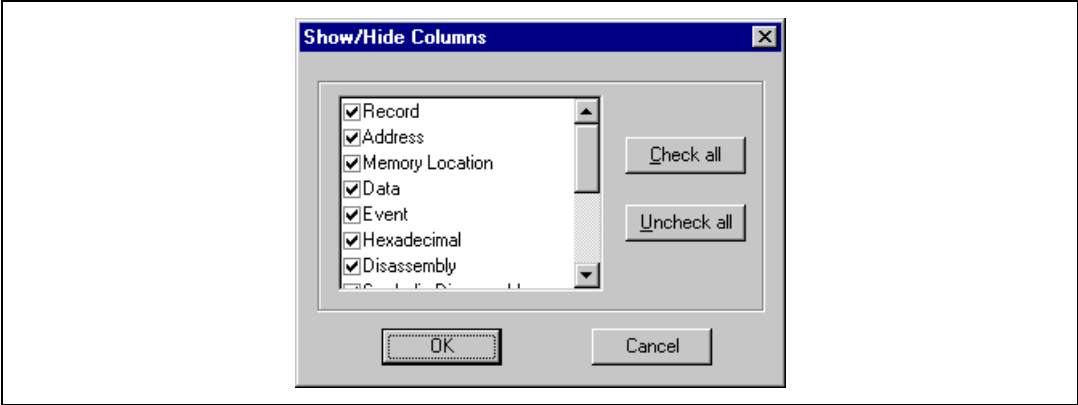 Show/Hide Columns
Record
Address
Memory Location
Data
Event
Hexadecimal
Disassembly
Check all
Uncheck all
OK
Cancel